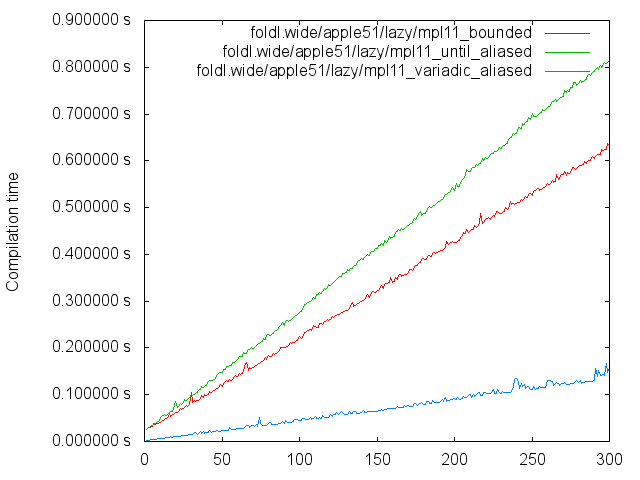 foldl.wide/apple51/lazy/mpl11_bounded
foldl.wide/apple51/lazy/mpl11_until_aliased
foldl.wide/apple51/lazy/mpl11_variadic_aliased
0.900000 s
0.800000 s
0.700000 s
0.600000 s
0.500000 s
0.400000 s
0.300000 s
0.200000 s
0.100000 s
0.000000 s
Compilation time
0 50 100 150 200 250 300